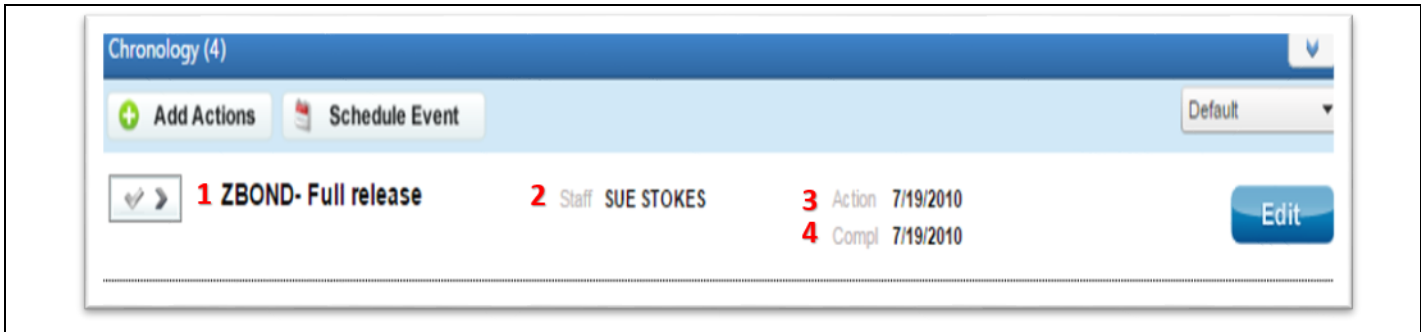 Chronology (4)
Add Actions Schedule Event Default
1 ZBOND- Full release 2 Staff SUE STOKES 3 Action 7/19/2010
4 Compl 7/19/2010
Edit